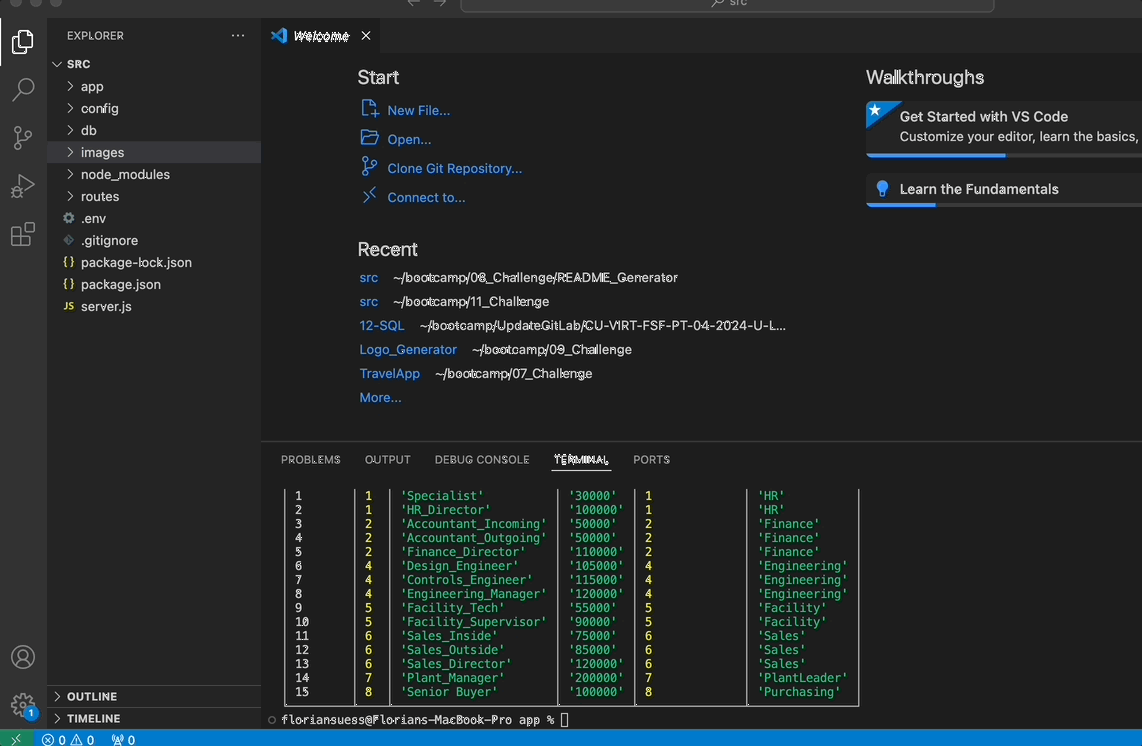 src
EXPLORER
Welcome
SRC
app
config
db
images
node_modules
routes
.env
.gitignore
{} package-lock.json
{} package.json
JS server.js
OUTLINE
TIMELINE
Start
New File...
Open...
Clone Git Repository...
Connect to...
Recent
src ~/bootcamp/08_Challenge/README_Generator
src ~/bootcamp/11_Challenge
12-SQL ~/bootcamp/UpdateGitLab/CU-VIRT-FSF-PT-04-2024-U-L...
Logo_Generator ~/bootcamp/09_Challenge
TravelApp ~/bootcamp/07_Challenge
More...
Walkthroughs
Get Started with VS Code
Customize your editor, learn the basics,
Learn the Fundamentals
PROBLEMS OUTPUT DEBUG CONSOLE TERMINAL PORTS
1 1 'Specialist' '30000' 1 'HR'
2 1 'HR_Director' '100000' 1 'HR'
3 2 'Accountant_Incoming' '50000' 2 'Finance'
4 2 'Accountant_Outgoing' '50000' 2 'Finance'
5 2 'Finance_Director' '110000' 2 'Finance'
6 4 'Design_Engineer' '105000' 4 'Engineering'
7 4 'Controls_Engineer' '115000' 4 'Engineering'
8 4 'Engineering_Manager' '120000' 4 'Engineering'
9 5 'Facility_Tech' '55000' 5 'Facility'
10 5 'Facility_Supervisor' '90000' 5 'Facility'
11 6 'Sales_Inside' '75000' 6 'Sales'
12 6 'Sales_Outside' '85000' 6 'Sales'
13 6 'Sales_Director' '120000' 6 'Sales'
14 7 'Plant_Manager' '200000' 7 'PlantLeader'
15 8 'Senior Buyer' '100000' 8 'Purchasing'
floriansuess@Florians-MacBook-Pro app %
1
0 0 0